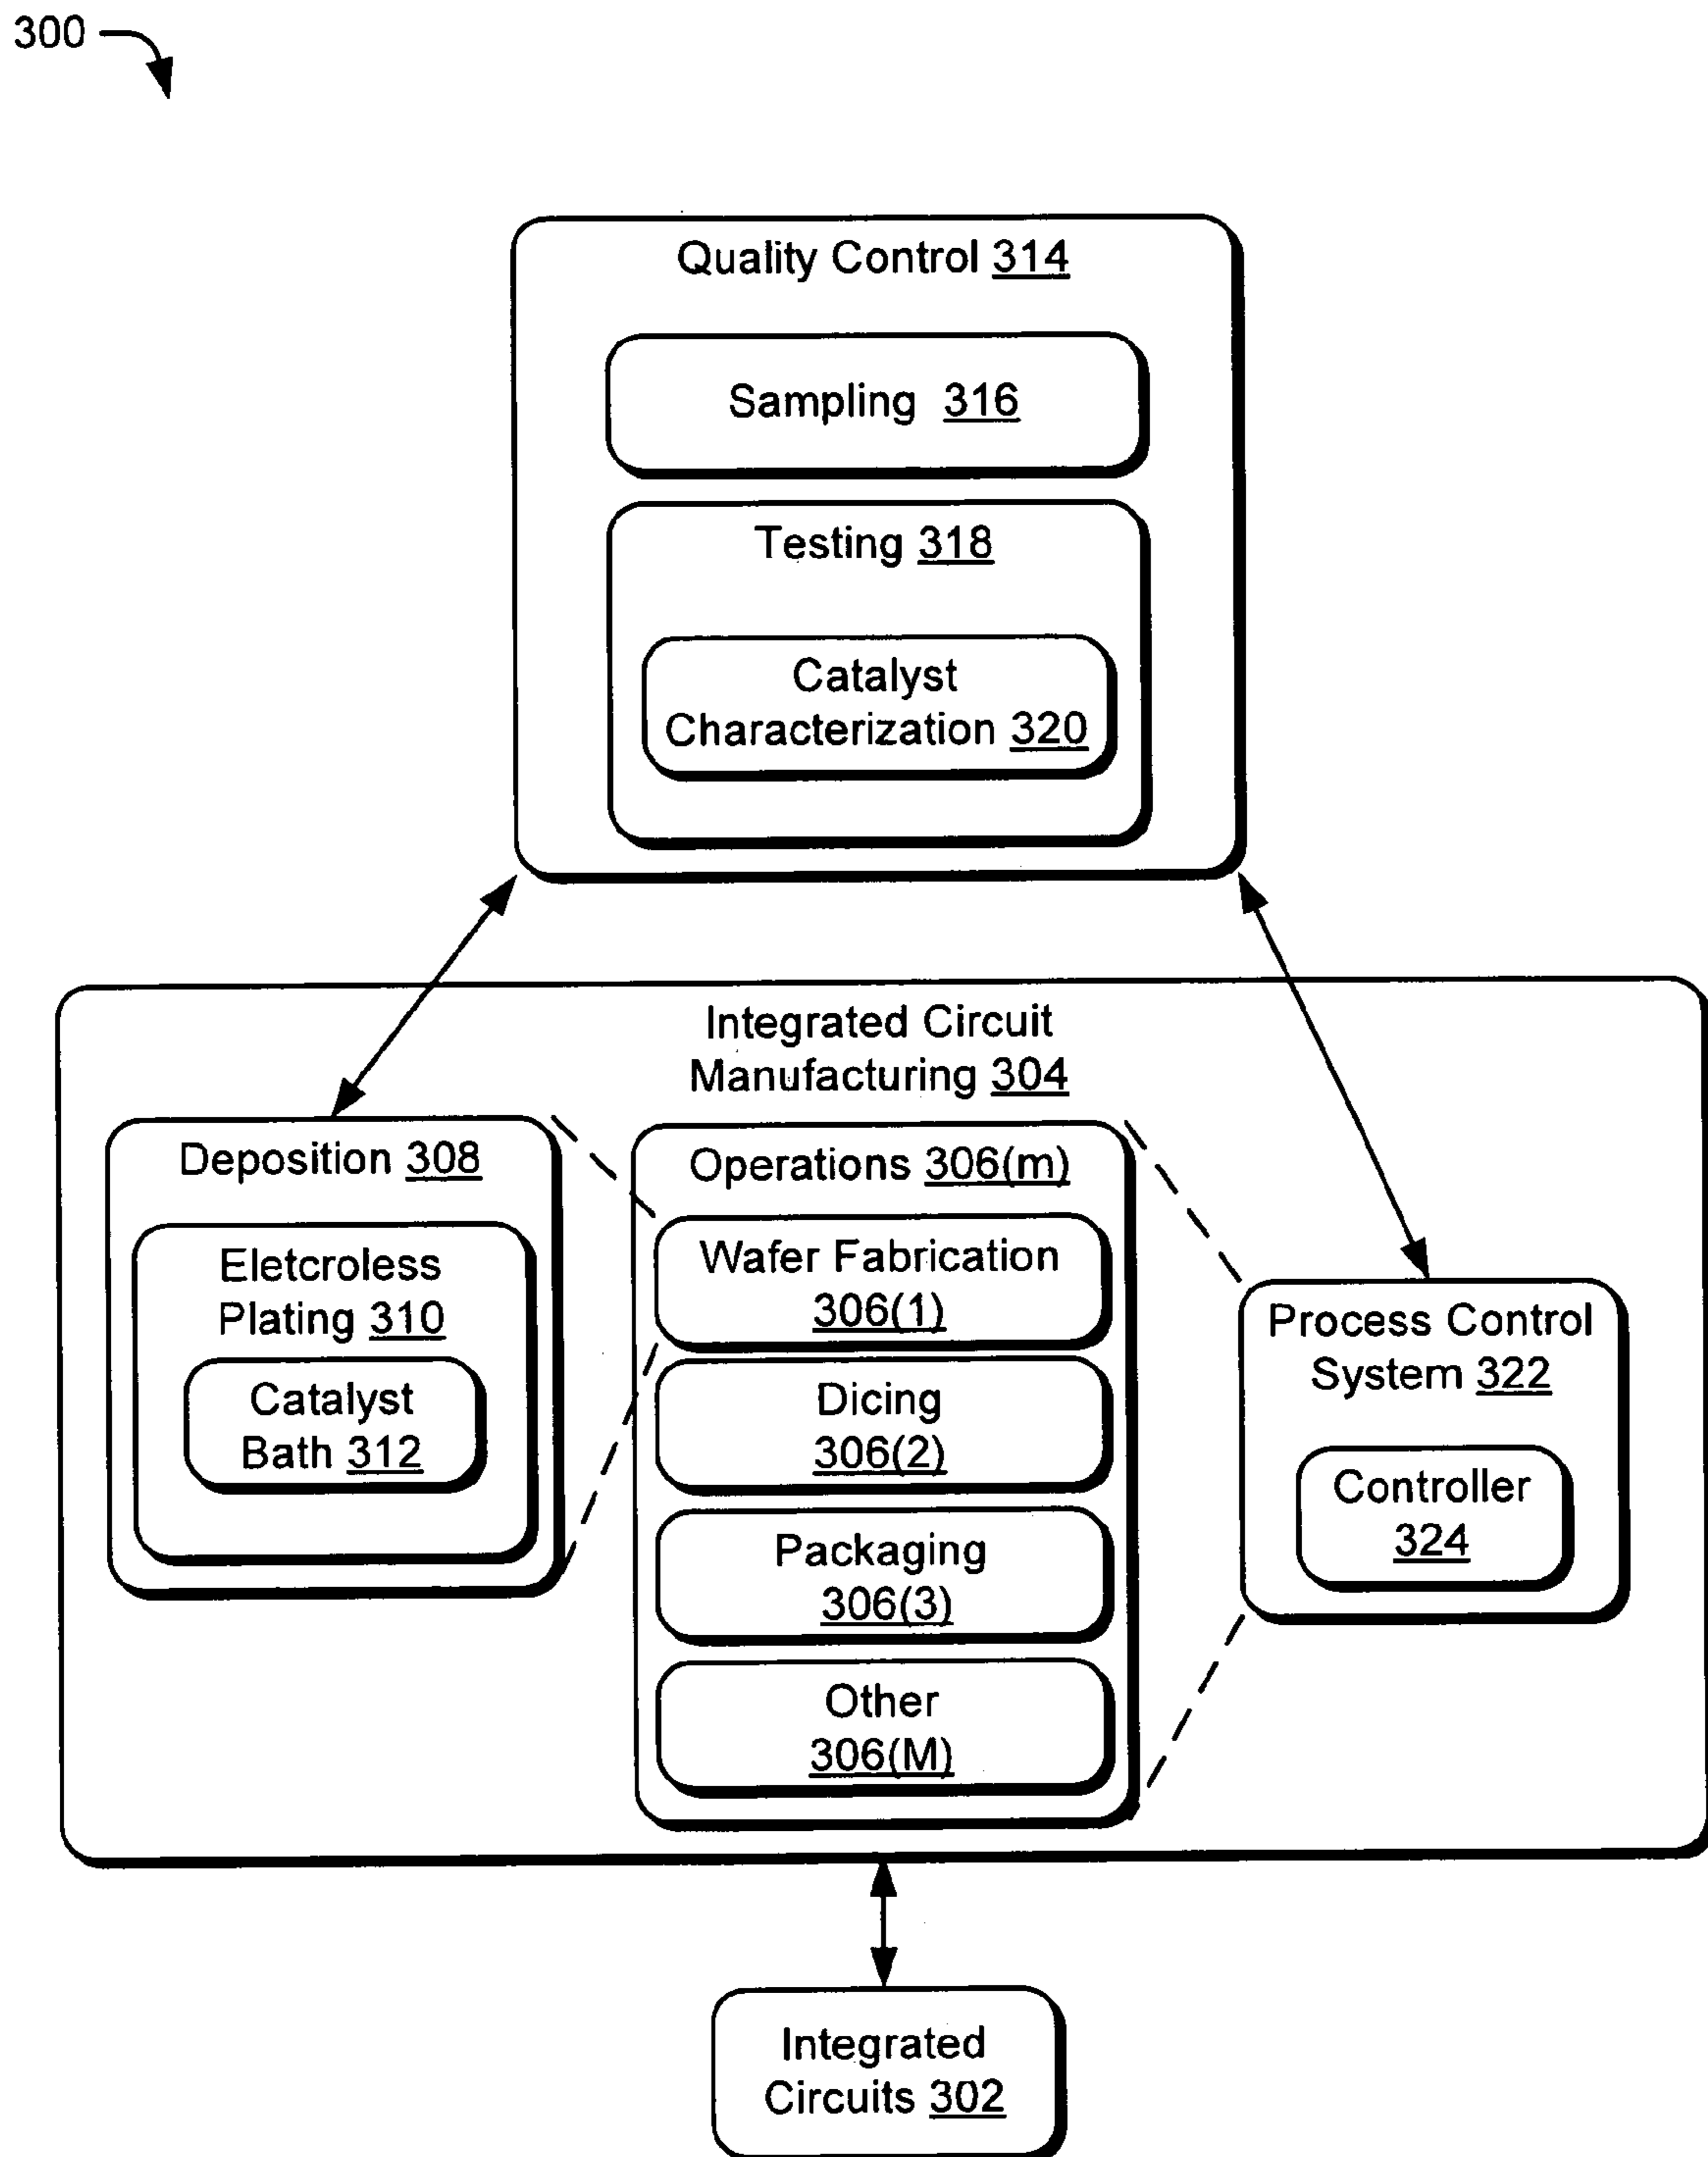 300
Quality Control 314
Sampling 316
Testing 318
Catalyst
Characterization 320
Integrated Circuit
Manufacturing 304
Deposition 308
Eletcroless
Plating 310
Catalyst
Bath 312
Operations 306(m)
Wafer Fabrication
306(1)
Dicing
306(2)
Packaging
306(3)
Other
306(M)
Process Control
System 322
Controller
324
Integrated
Circuits 302